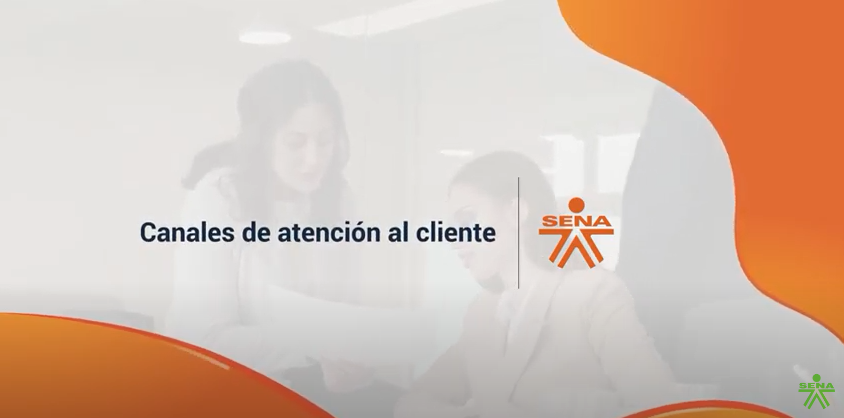 Canales de atención al cliente
SENA
SENA